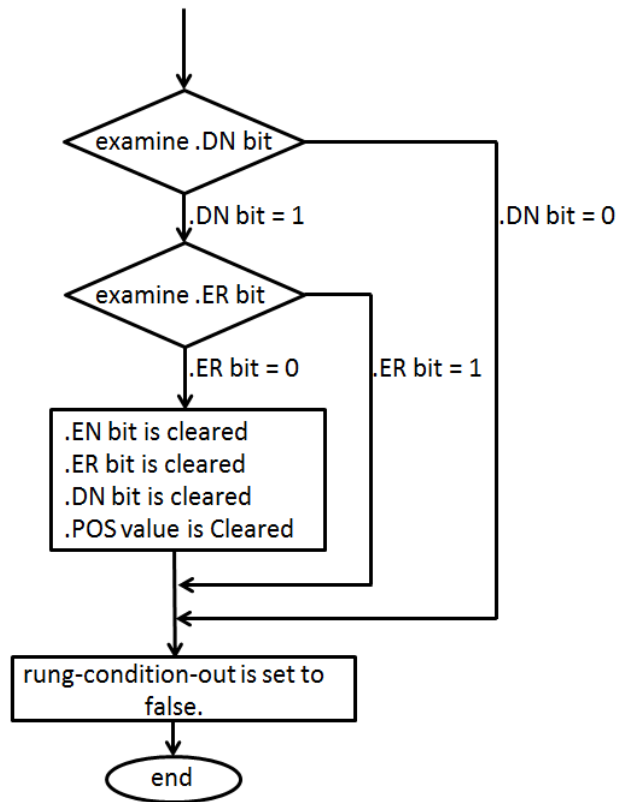 examine .DN bit
.DN bit = 1
.DN bit = 0
examine .ER bit
.ER bit = 0
.ER bit = 1
.EN bit is cleared
.ER bit is cleared
.DN bit is cleared
.POS value is Cleared
rung-condition-out is set to
false.
end